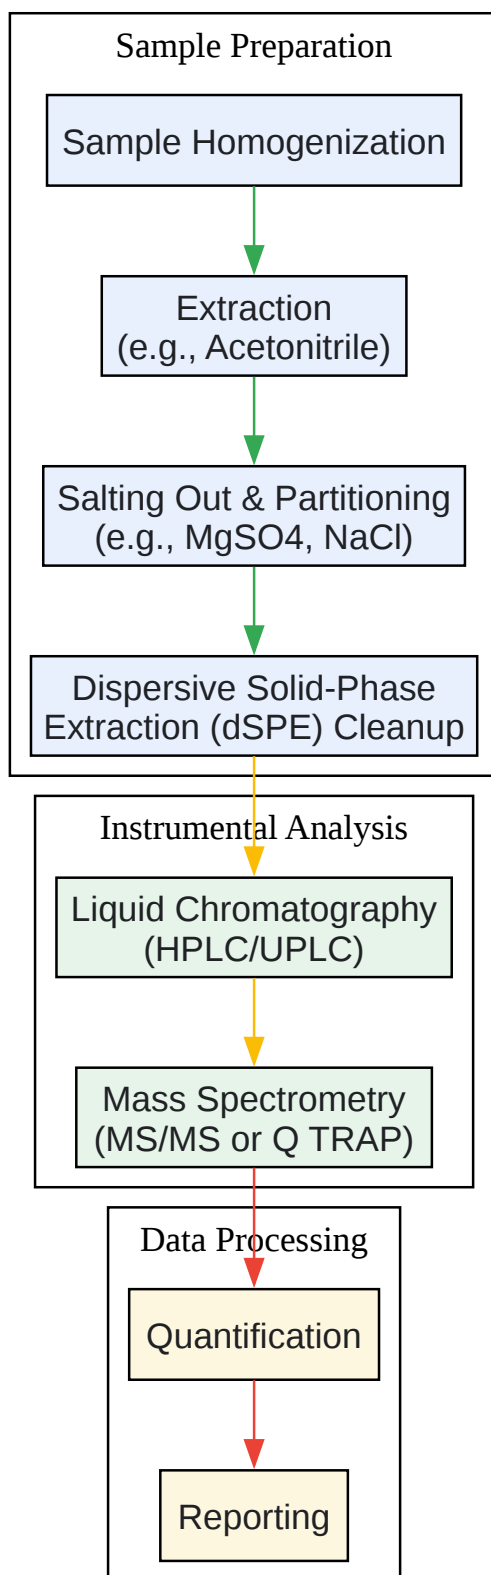 Sample Preparation
Sample Homogenization
Extraction
(e.g., Acetonitrile)
Salting Out & Partitioning
(e.g., MgSO4, NaCl)
Dispersive Solid-Phase
Extraction (dSPE) Cleanup
Instrumental Analysis
Liquid Chromatography
(HPLC/UPLC)
Mass Spectrometry
(MS/MS or Q TRAP)
Data Processing
Quantification
Reporting